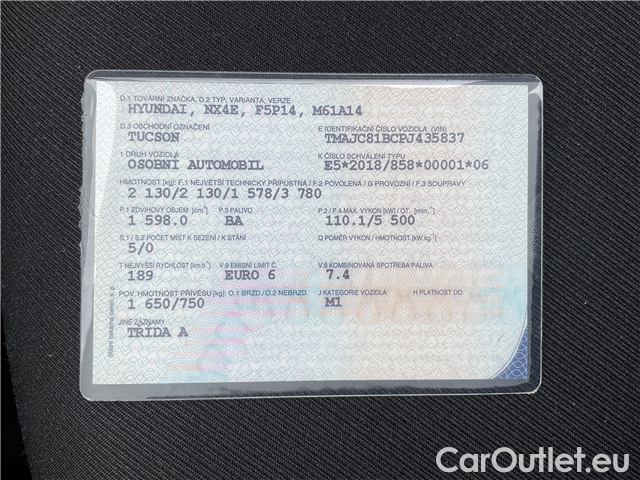 D.1 TOVÁRNÍ ZNAČKA, D.2 TYP, VARIANTA, VERZE
HYUNDAI, NX4E, F5P14, M61A14
D.3 OBCHODNÍ OZNAČENÍ E IDENTIFIKAČNÍ ČÍSLO VOZIDLA (VIN)
TUCSON TMAJC81BCPJ435837
1 DRUH VOZIDLA K ČÍSLO SCHVÁLENÍ TYPU
OSOBNÍ AUTOMOBIL E5*2018/858*00001*06
HMOTNOST [kg]: F.1 NEJVĚTŠÍ TECHNICKY PŘÍPUSTNÁ / F.2 POVOLENÁ / G PROVOZNÍ / F.3 SOUPRAVY
2 130/2 130/1 578/3 780
P.1 ZDVIHOVÝ OBJEM [cm³] P.3 PALIVO P.2 / P.4 MAX. VÝKON [kW] / OT. [min.⁻¹]
1 598.0 BA 110.1/5 500
S.1 / S.2 POČET MÍST K SEZENÍ / K STÁNÍ Q POMĚR VÝKON / HMOTNOST [kW.kg⁻¹]
5/0
T NEJVYŠŠÍ RYCHLOST [km.h⁻¹] V.9 EMISNÍ LIMIT Č. V.8 KOMBINOVANÁ SPOTŘEBA PALIVA
189 EURO 6 7.4
POV. HMOTNOST PŘÍVĚSU [kg]: O.1 BRZD. / O.2 NEBRZD. J KATEGORIE VOZIDLA H PLATNOST DO
1 650/750 M1
JINÉ ZÁZNAMY
TŘÍDA A
CarOutlet.eu